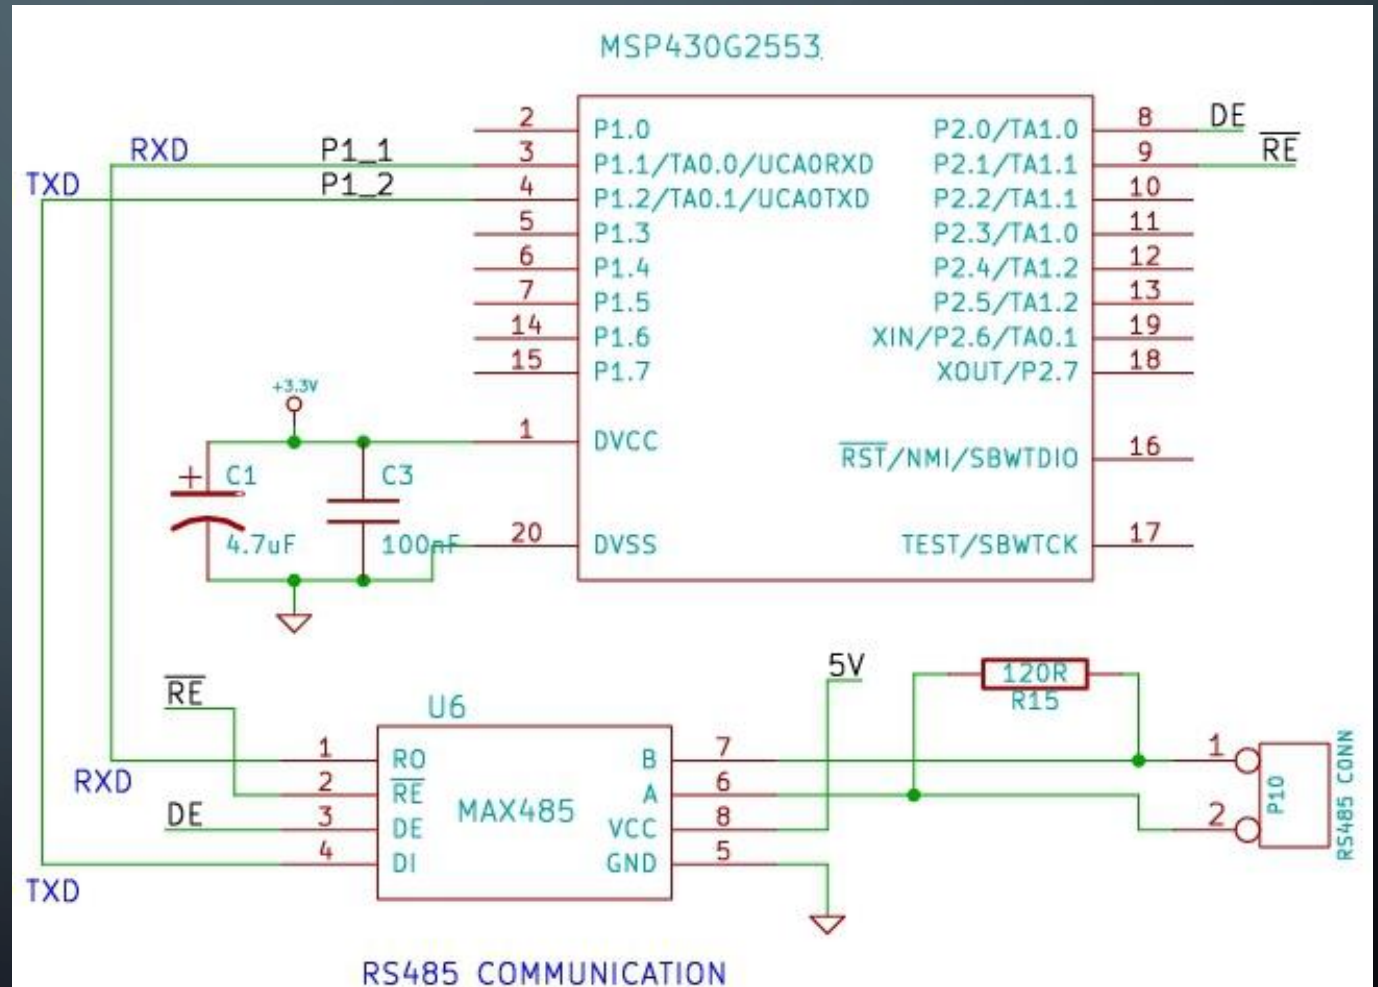 MSP430G2553
2 P1.0 P2.0/TA1.0 8 DE
RXD P1_1 3 P1.1/TA0.0/UCA0RXD P2.1/TA1.1 9 RE
TXD P1_2 4 P1.2/TA0.1/UCA0TXD P2.2/TA1.1 10
5 P1.3 P2.3/TA1.0 11
6 P1.4 P2.4/TA1.2 12
7 P1.5 P2.5/TA1.2 13
14 P1.6 XIN/P2.6/TA0.1 19
15 P1.7 XOUT/P2.7 18
+3.3V
1 DVCC
RST/NMI/SBWTDIO 16
+ C1 C3
4.7uF 100nF 20 DVSS TEST/SBWTCK 17
5V
120R
R15
RE
U6
1 RO B 7 1
RXD 2 RE A 6
MAX485
DE 3 DE VCC 8 2
4 DI GND 5
TXD
P10
RS485 CONN
RS485 COMMUNICATION